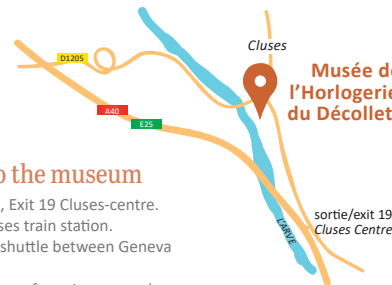 Cluses
D1205
Musée de
l'Horlogerie
du Décollet
A40
E25
o the museum
, Exit 19 Cluses-centre.
ses train station.
shuttle between Geneva
L'ARVE
sortie/exit 19
Cluses Centre